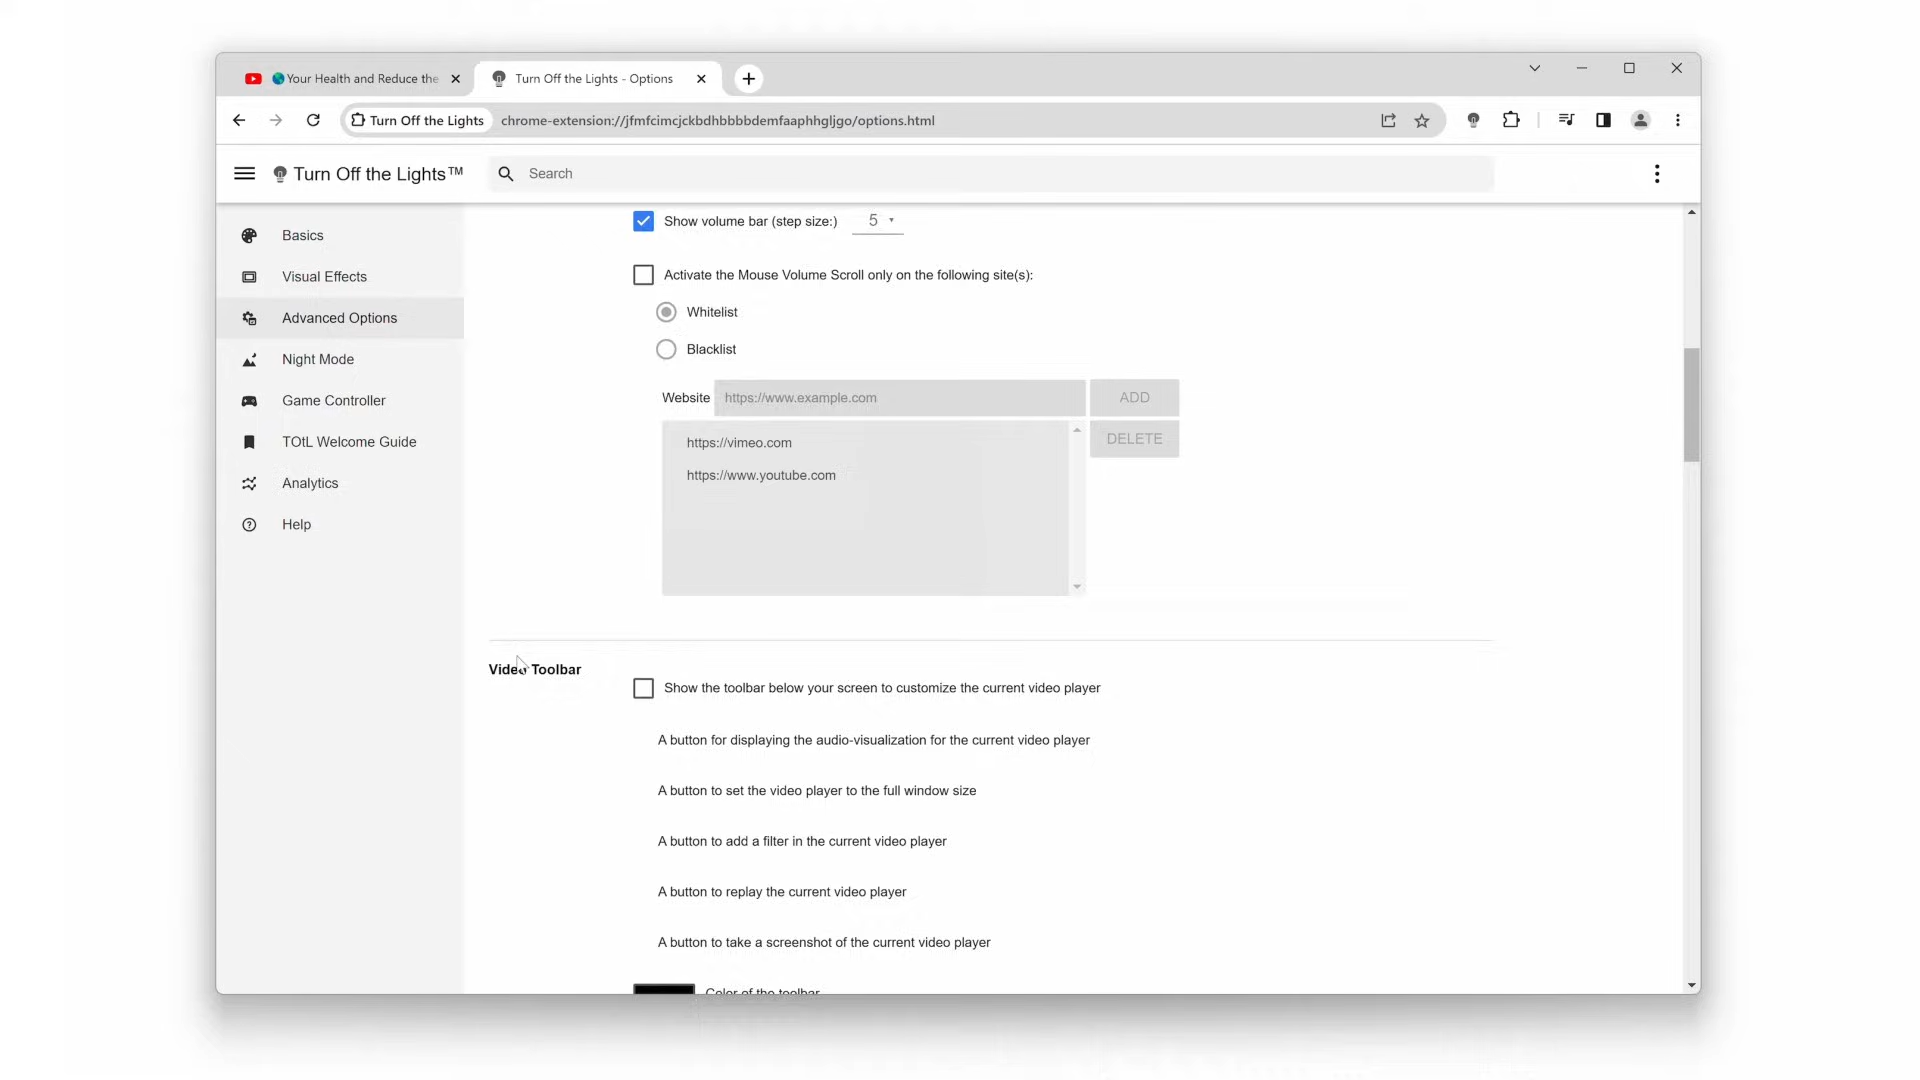 Your Health and Reduce the
Turn Off the Lights - Options
Turn Off the Lights
chrome-extension://jfmfcimcjckbdhbbbbdemfaaphhgljgo/options.html
Turn Off the Lights™
Search
Basics
Visual Effects
Advanced Options
Night Mode
Game Controller
TOtL Welcome Guide
Analytics
Help
Show volume bar (step size:) 5
Activate the Mouse Volume Scroll only on the following site(s):
Whitelist
Blacklist
Website https://www.example.com ADD
DELETE
https://vimeo.com
https://www.youtube.com
Video Toolbar
Show the toolbar below your screen to customize the current video player
A button for displaying the audio-visualization for the current video player
A button to set the video player to the full window size
A button to add a filter in the current video player
A button to replay the current video player
A button to take a screenshot of the current video player
Color of the toolbar